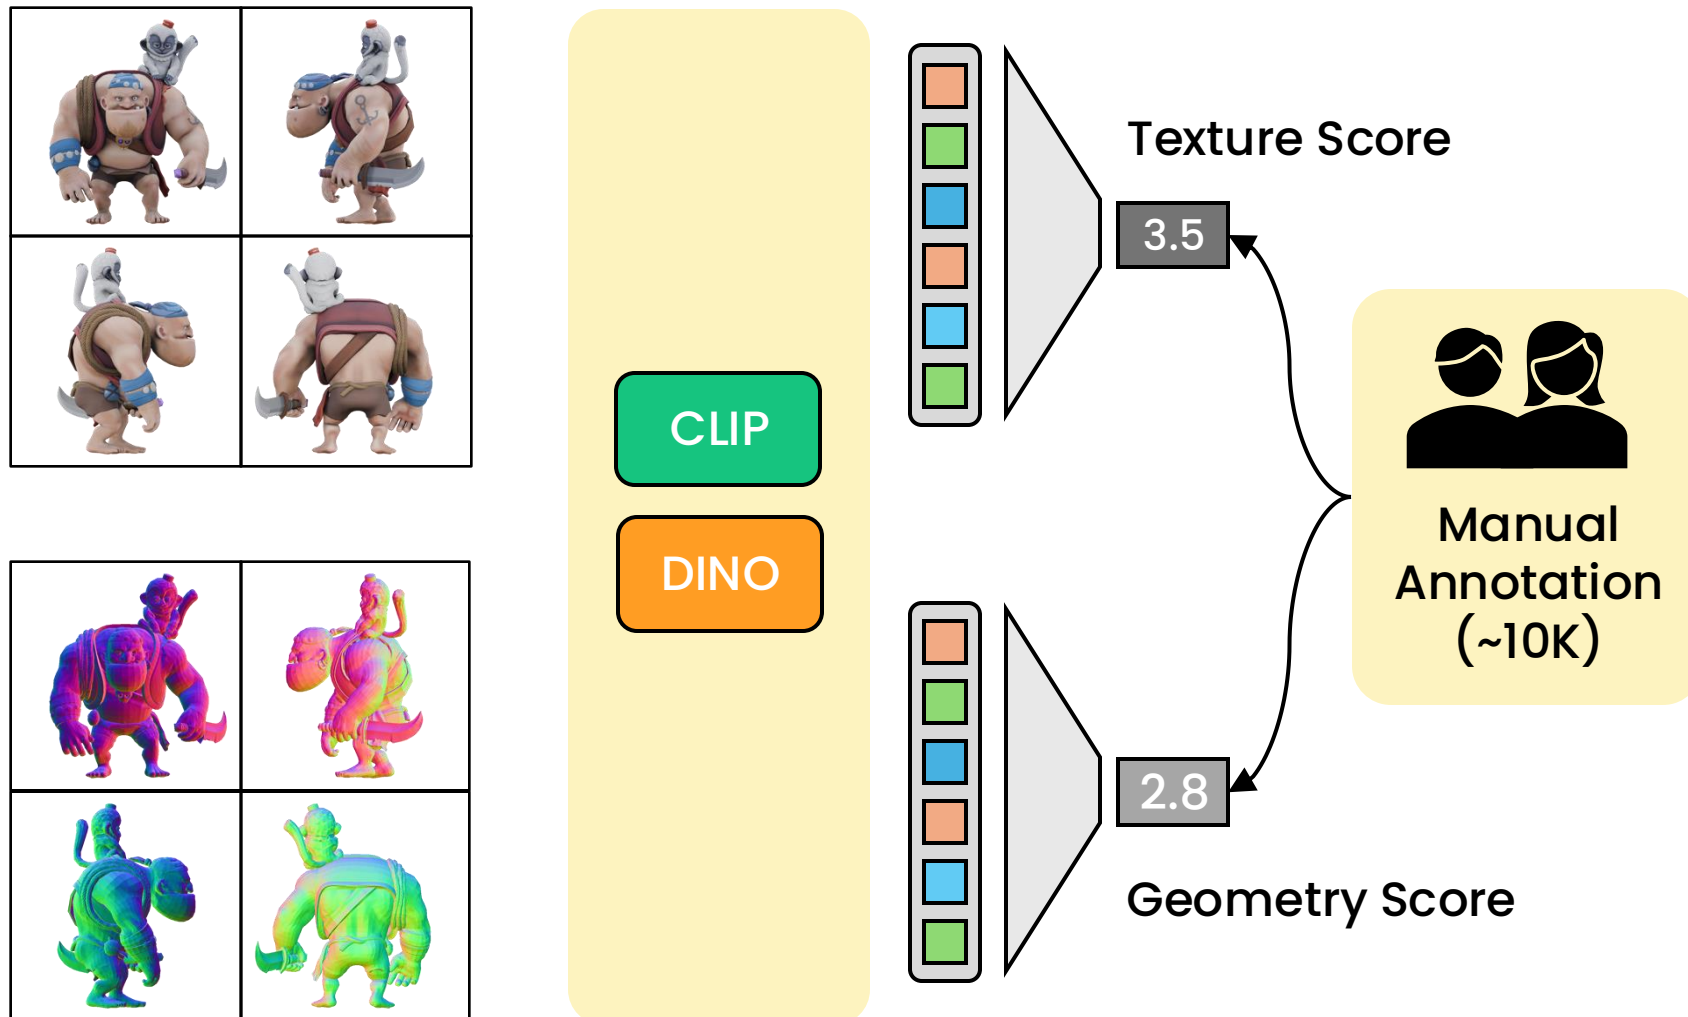 CLIP
DINO
Texture Score
3.5
2.8
Geometry Score
Manual
Annotation
(~10K)